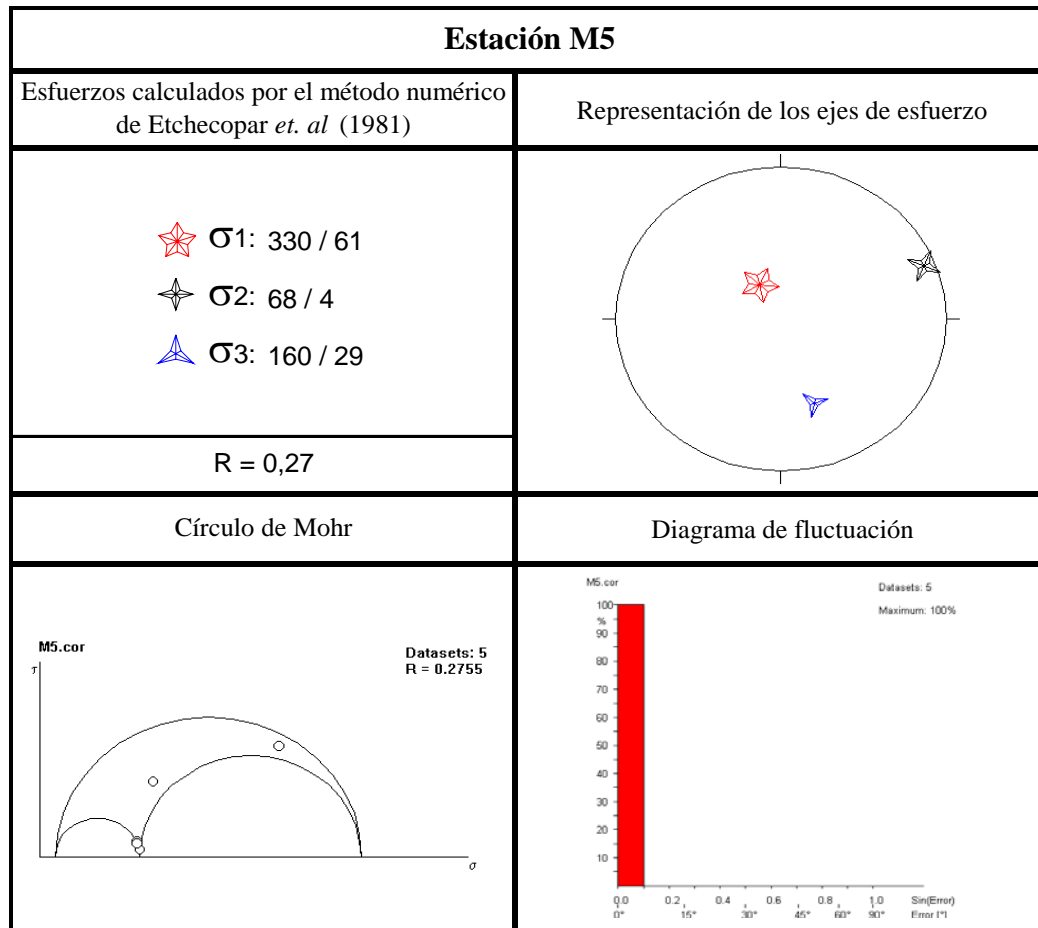 Estación M5
Esfuerzos calculados por el método numérico
de Etchecopar et. al (1981)
Representación de los ejes de esfuerzo
σ1: 330 / 61
σ2: 68 / 4
σ3: 160 / 29
R = 0,27
Círculo de Mohr
Diagrama de fluctuación
M5.cor
Datasets: 5
R = 0.2755
τ
σ
M5.cor
Datasets: 5
Maximum: 100%
100
%
90
80
70
60
50
40
30
20
10
0.0 0.2 0.4 0.6 0.8 1.0 Sin(Error)
0° 15° 30° 45° 60° 90° Error [°]